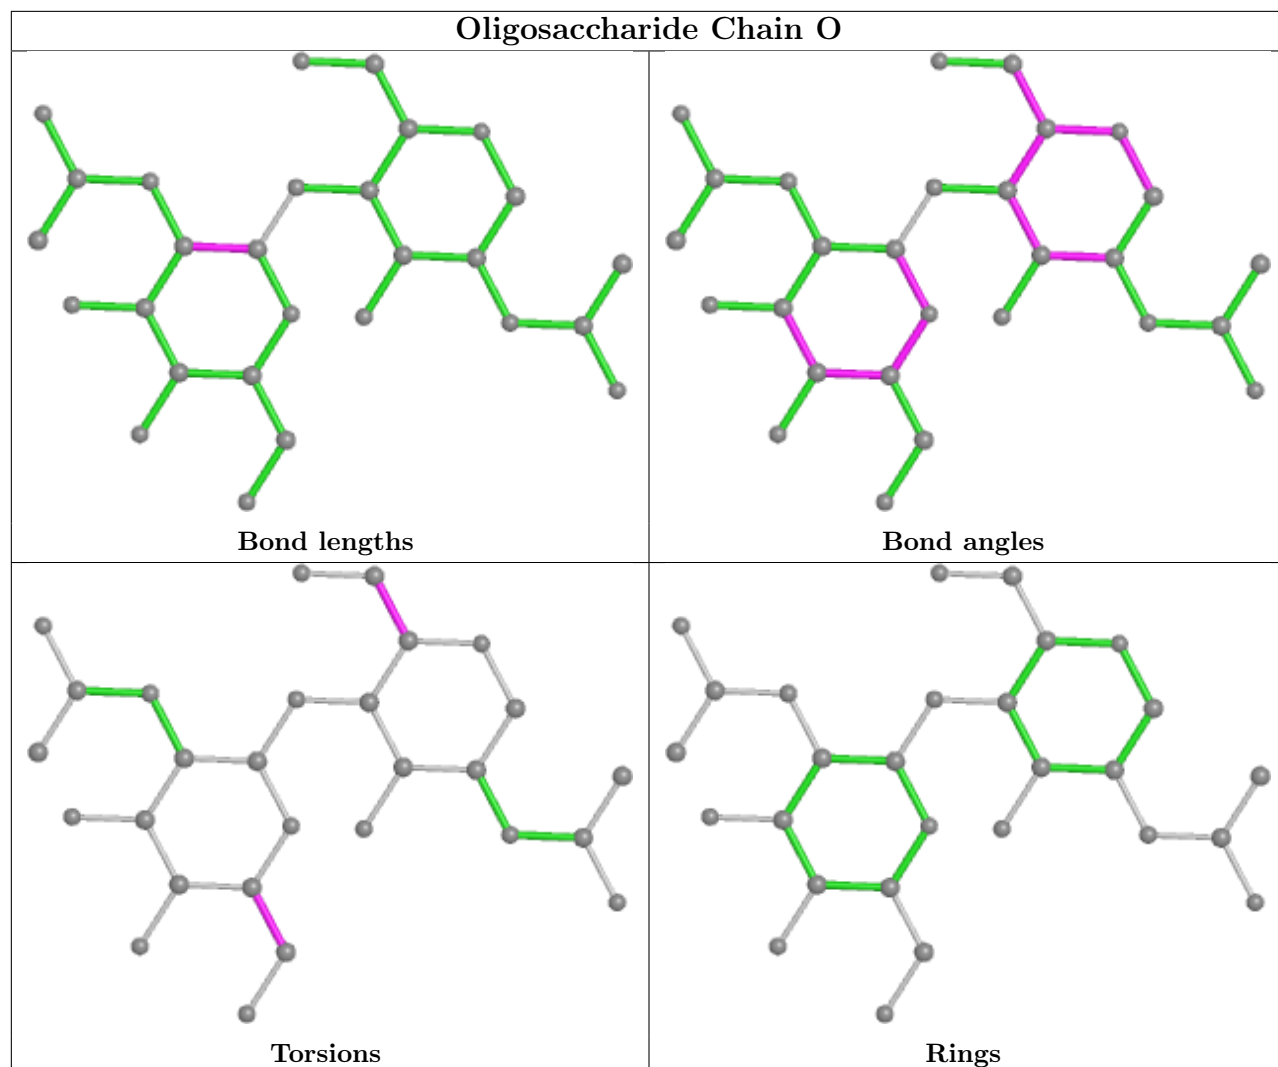 Oligosaccharide Chain O
Bond lengths
Bond angles
Torsions
Rings